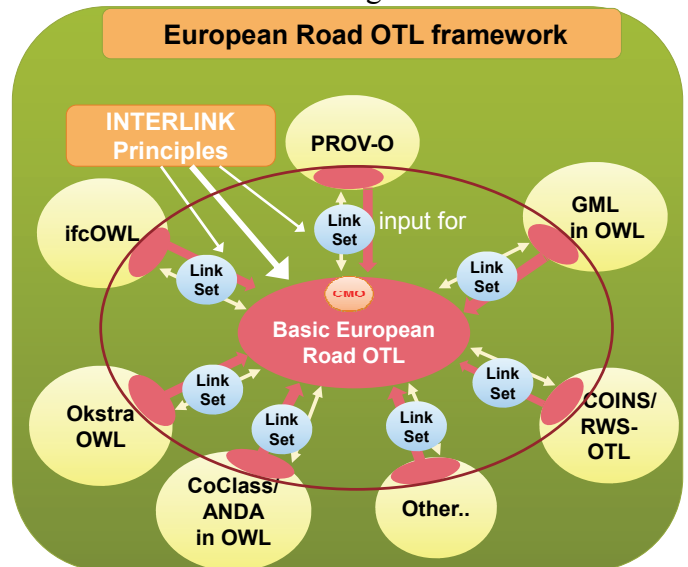 European Road OTL framework
INTERLINK
Principles
PROV-O
GML
in OWL
ifcOWL
Link
Set
input for
Link
Set
Link
Set
CMO
Basic European
Road OTL
Link
Set
Link
Set
Link
Set
Link
Set
Okstra
OWL
COINS/
RWS-
OTL
CoClass/
ANDA
in OWL
Other..